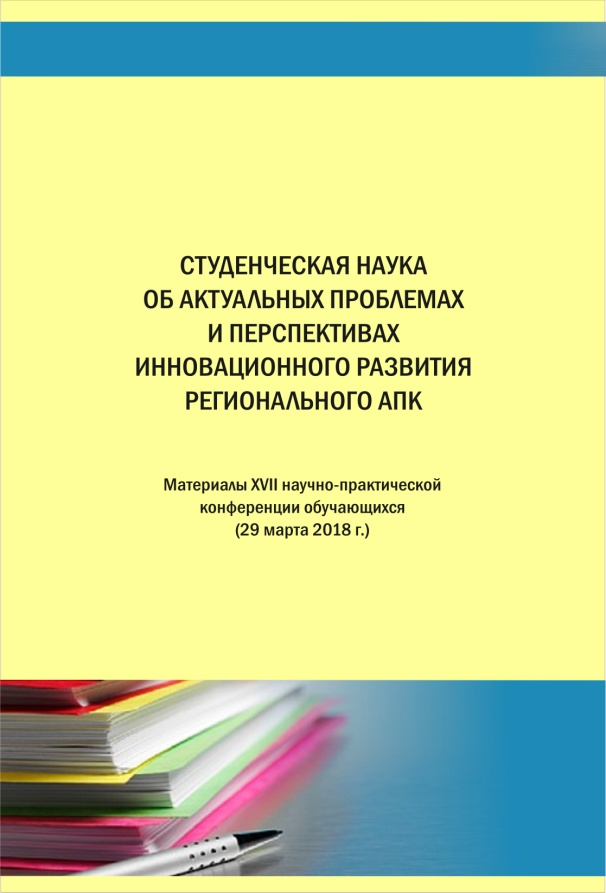 СТУДЕНЧЕСКАЯ НАУКА
ОБ АКТУАЛЬНЫХ ПРОБЛЕМАХ
И ПЕРСПЕКТИВАХ
ИННОВАЦИОННОГО РАЗВИТИЯ
РЕГИОНАЛЬНОГО АПК
Материалы XVII научно-практической
конференции обучающихся
(29 марта 2018 г.)